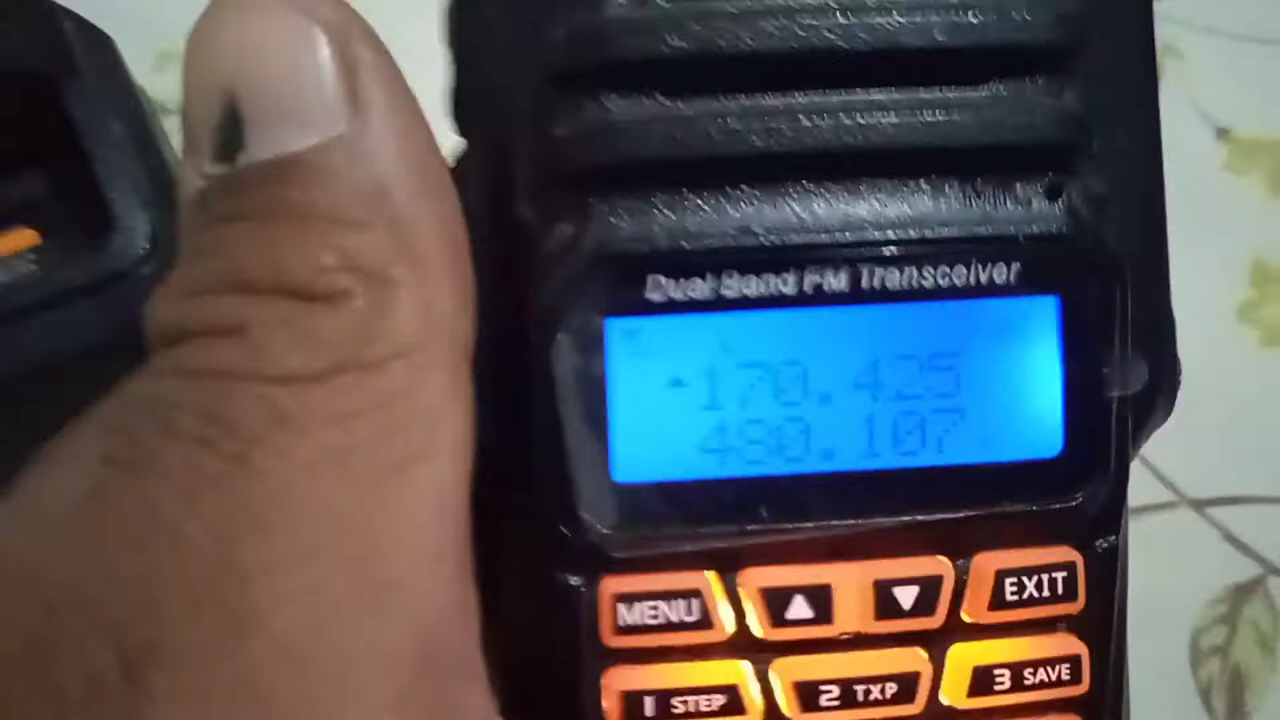 Dual Band FM Transceiver
▲170.425
480.107
MENU ▲ ▼ EXIT
1 STEP 2 TXP 3 SAVE